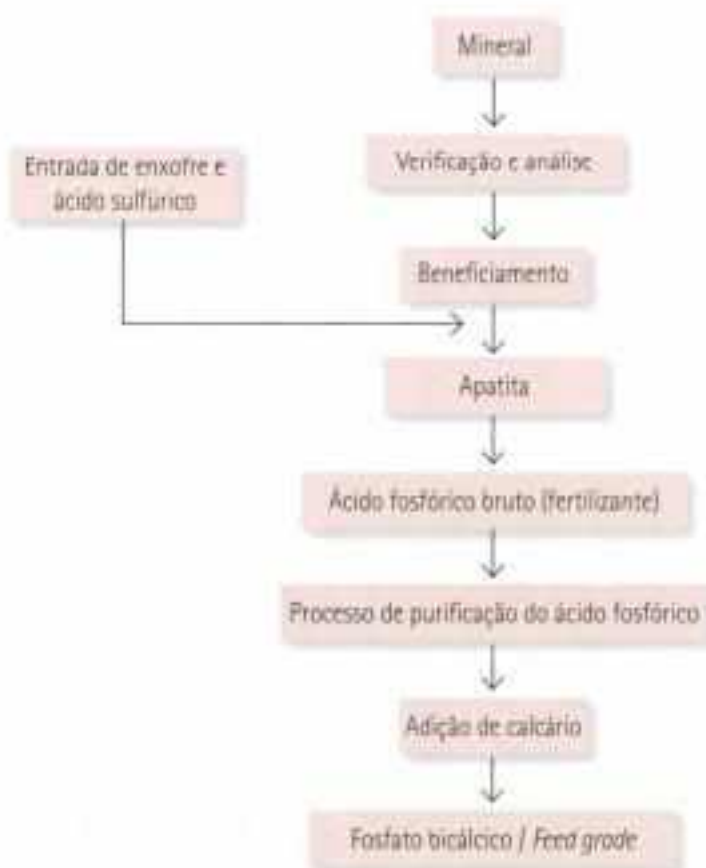 Mineral
Verificação e análise
Entrada de enxofre e
ácido sulfúrico
Beneficiamento
Apatita
Ácido fosfórico bruto (fertilizante)
Processo de purificação do ácido fosfórico
Adição de calcário
Fosfato bicálcico / Feed grade